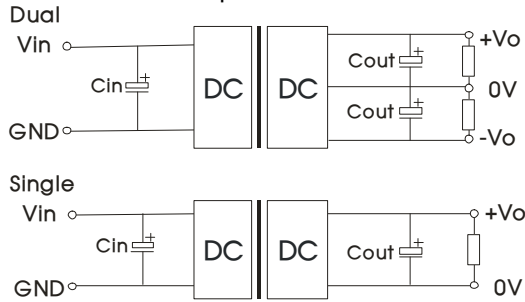 Dual
Vin
Cin
+
GND
DC
DC
Cout
+
Cout
+
+Vo
0V
-Vo
Single
Vin
Cin
+
GND
DC
DC
Cout
+
+Vo
0V